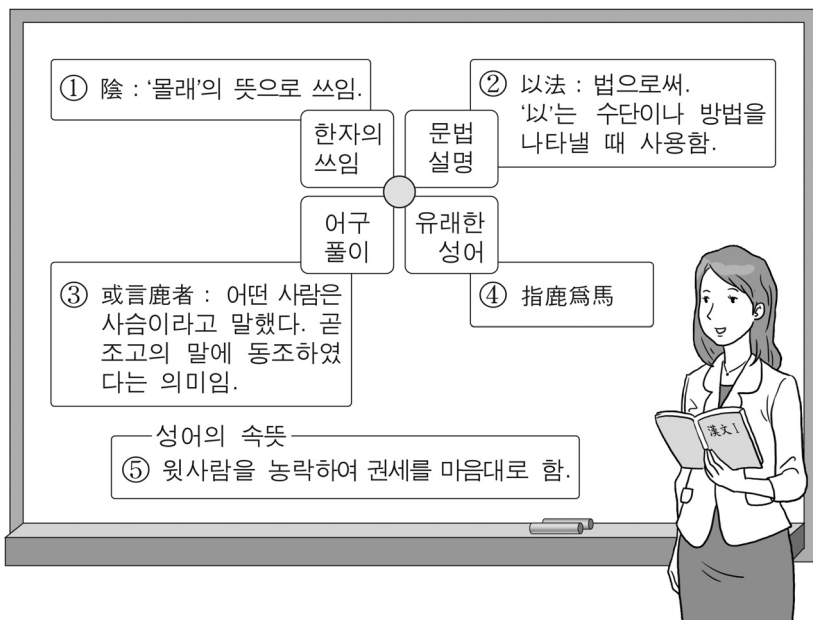 ① 陰 : ‘몰래’의 뜻으로 쓰임.
② 以法 : 법으로써.
‘以’는 수단이나 방법을
나타낼 때 사용함.
한자의
쓰임
문법
설명
어구
풀이
유래한
성어
③ 或言鹿者 : 어떤 사람은
사슴이라고 말했다. 곧
조고의 말에 동조하였
다는 의미임.
④ 指鹿爲馬
성어의 속뜻
⑤ 윗사람을 농락하여 권세를 마음대로 함.
漢文Ⅰ